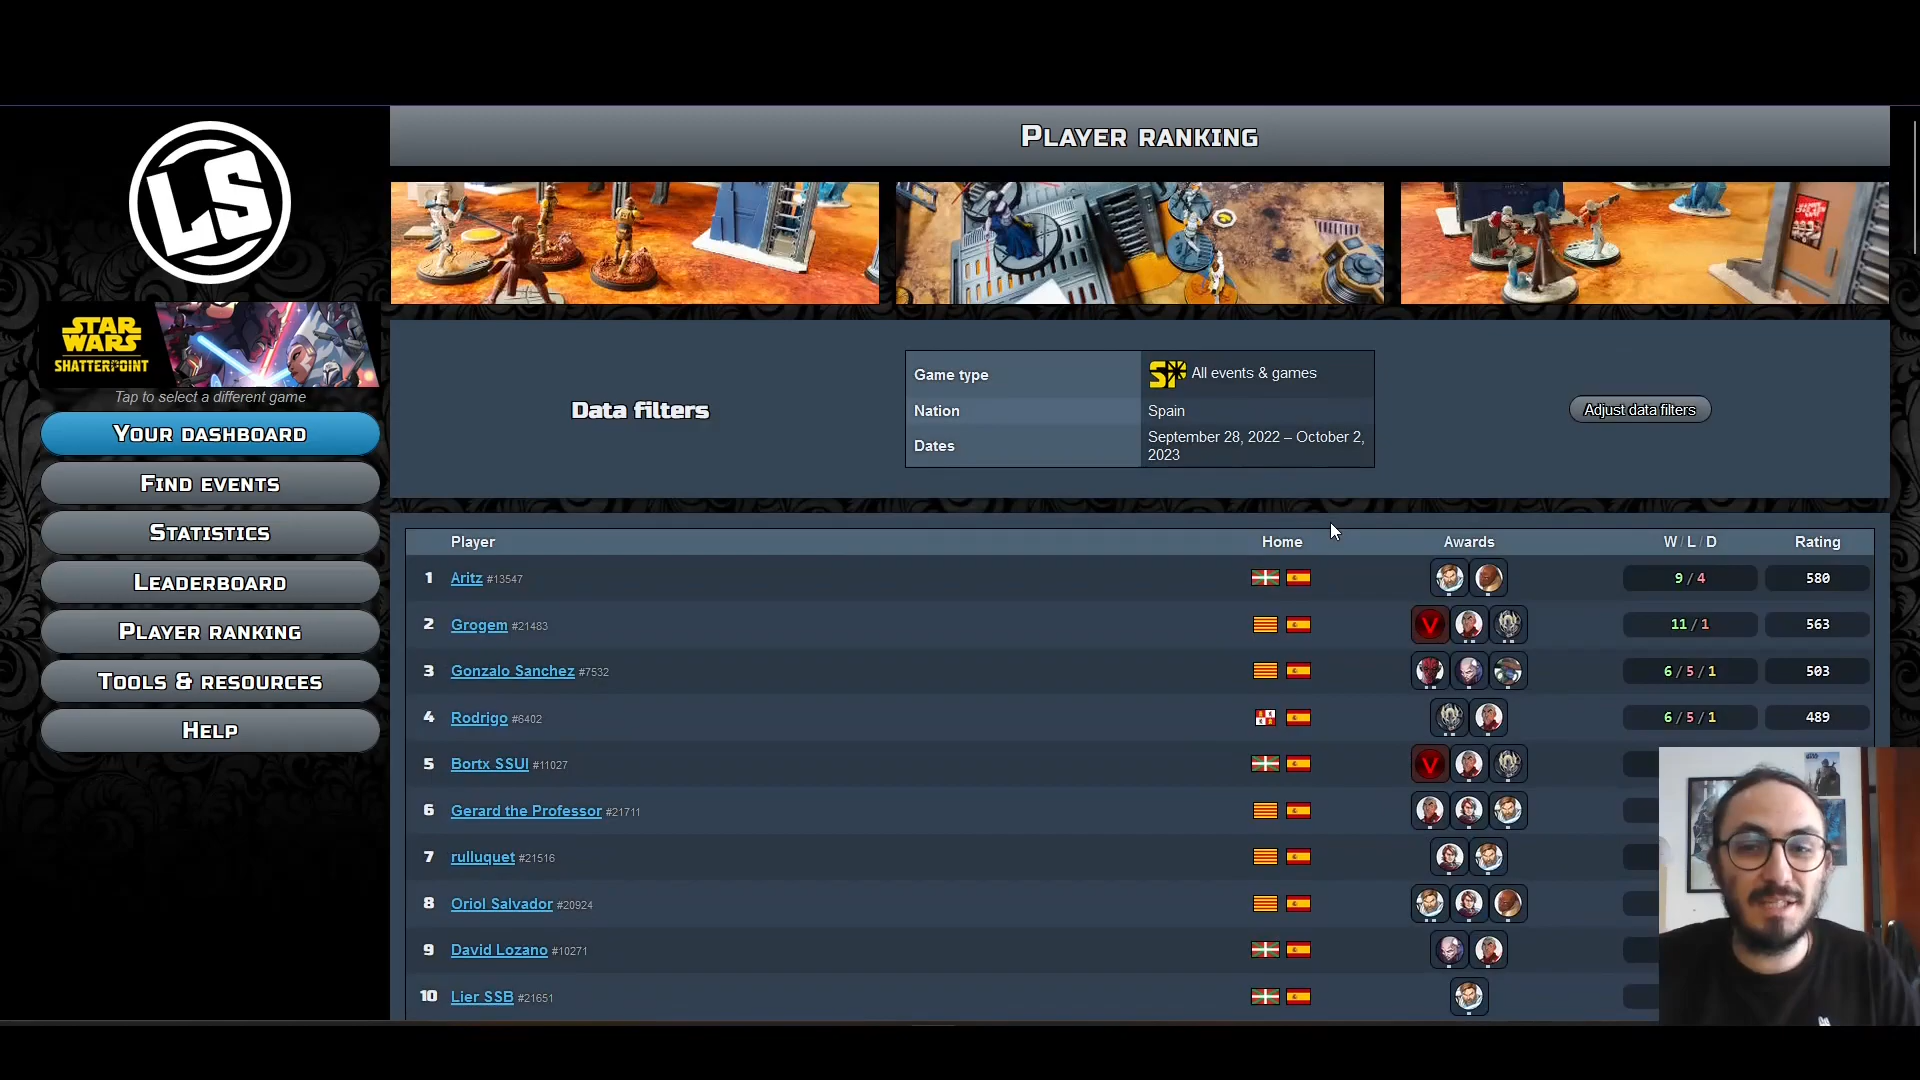 PLAYER RANKING
LS
STAR WARS
SHATTERPOINT
Tap to select a different game
YOUR DASHBOARD
FIND EVENTS
STATISTICS
LEADERBOARD
PLAYER RANKING
TOOLS & RESOURCES
HELP
Data filters
Game type SP All events & games
Nation Spain
Dates September 28, 2022 – October 2, 2023
Adjust data filters
Player Home Awards W / L / D Rating
1 Aritz #13547 9 / 4 580
2 Grogem #21483 V 11 / 1 563
3 Gonzalo Sanchez #7532 6 / 5 / 1 503
4 Rodrigo #6402 6 / 5 / 1 489
5 Bortx SSUI #11027 V
6 Gerard the Professor #21711
7 rulluquet #21516
8 Oriol Salvador #20924
9 David Lozano #10271
10 Lier SSB #21651